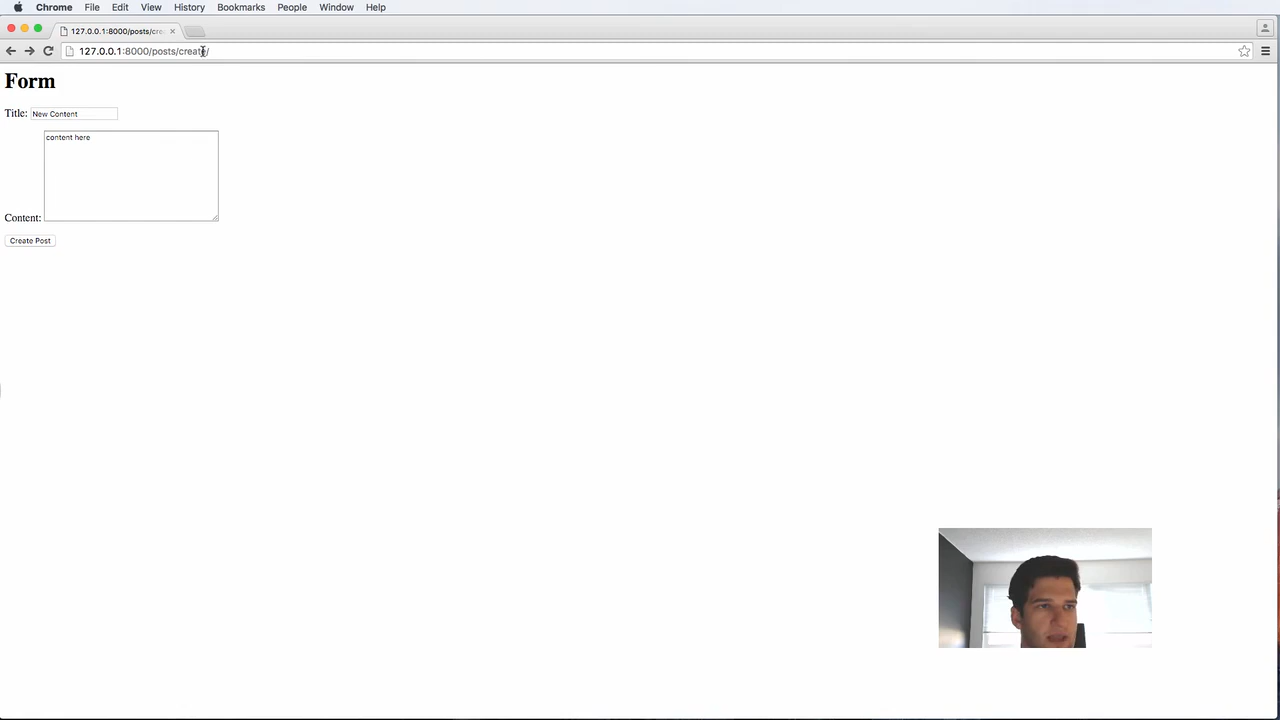 Chrome File Edit View History Bookmarks People Window Help
127.0.0.1:8000/posts/cre
127.0.0.1:8000/posts/create/
Form
Title: New Content
content here
Content:
Create Post